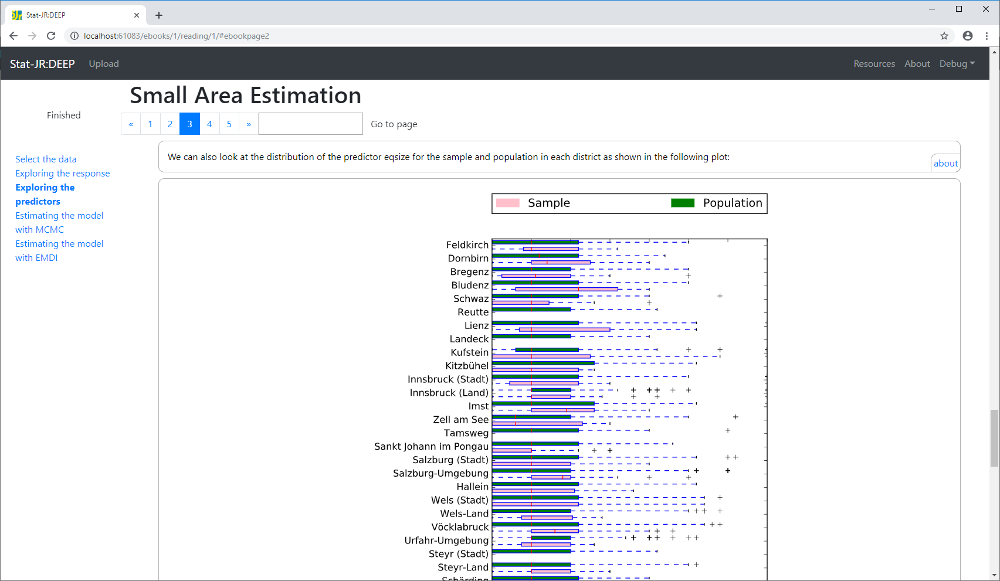 Stat-JR:DEEP
localhost:61083/ebooks/1/reading/1/#ebookpage2
Stat-JR:DEEP Upload Resources About Debug
Small Area Estimation
Finished
« 1 2 3 4 5 » Go to page
Select the data
Exploring the response
Exploring the
predictors
Estimating the model
with MCMC
Estimating the model
with EMDI
We can also look at the distribution of the predictor eqsize for the sample and population in each district as shown in the following plot:
about
Sample Population
Feldkirch
Dornbirn
Bregenz
Bludenz
Schwaz
Reutte
Lienz
Landeck
Kufstein
Kitzbühel
Innsbruck (Stadt)
Innsbruck (Land)
Imst
Zell am See
Tamsweg
Sankt Johann im Pongau
Salzburg (Stadt)
Salzburg-Umgebung
Hallein
Wels (Stadt)
Wels-Land
Vöcklabruck
Urfahr-Umgebung
Steyr (Stadt)
Steyr-Land
Schärding